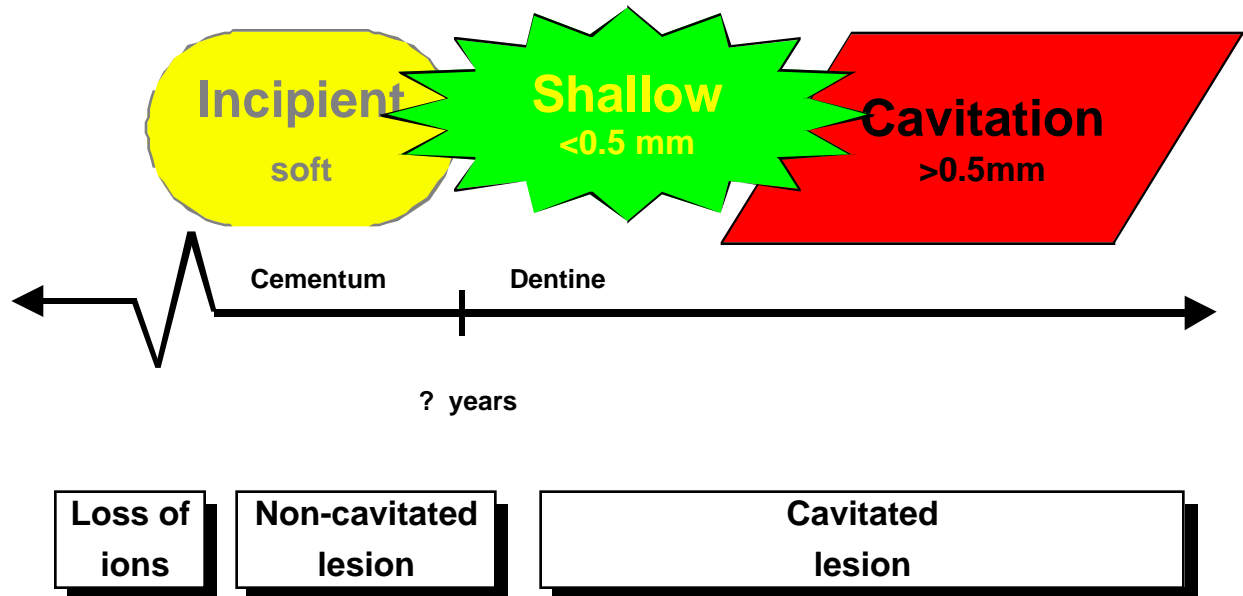 Incipient
soft
Shallow
<0.5 mm
Cavitation
>0.5mm
Cementum
Dentine
? years
Loss of
ions
Non-cavitated
lesion
Cavitated
lesion